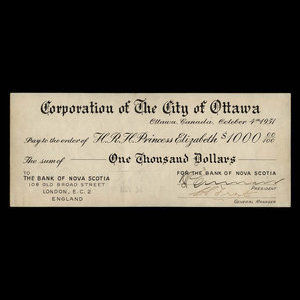 Corporation of The City of Ottawa
Ottawa, Canada, October 4th 1951
Pay to the order of H.R.H. Princess Elizabeth $1000 00/100
The sum of One Thousand Dollars
TO
THE BANK OF NOVA SCOTIA
108 OLD BROAD STREET
LONDON, E.C. 2
ENGLAND
FOR THE BANK OF NOVA SCOTIA
PRESIDENT
GENERAL MANAGER